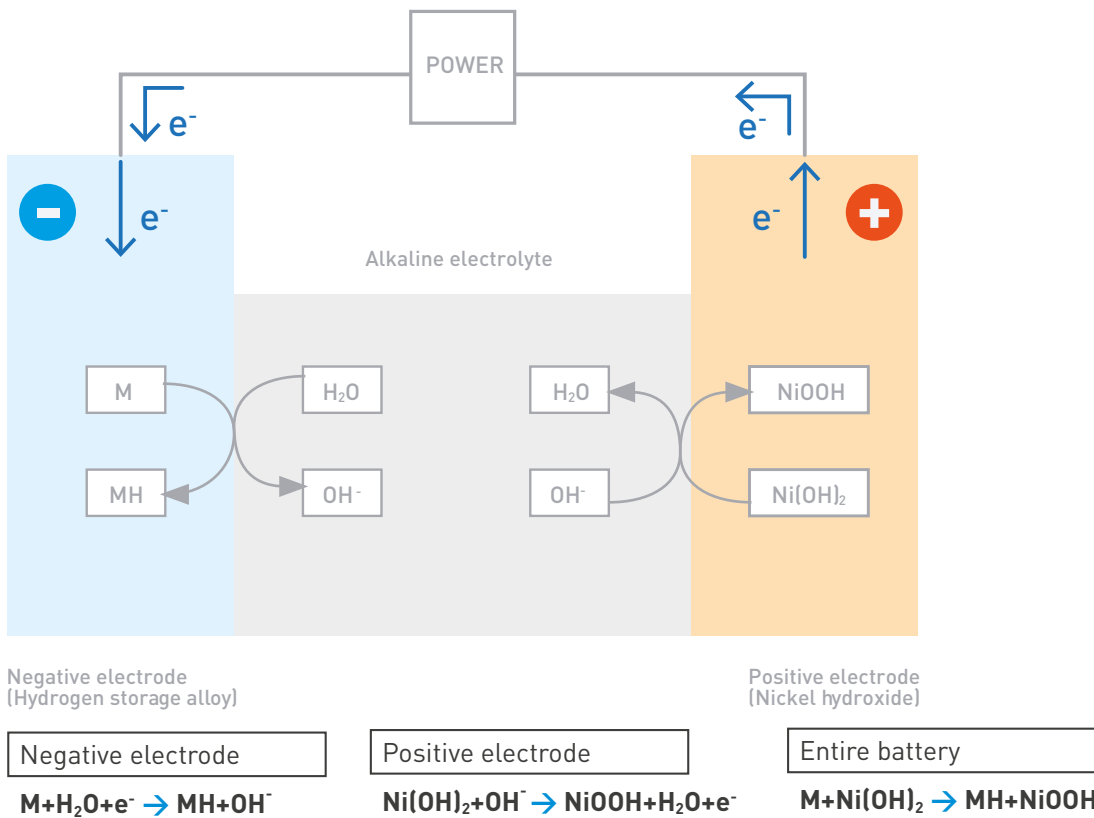 POWER
e⁻
e⁻
-
e⁻
e⁻
+
Alkaline electrolyte
M
H₂O
H₂O
NiOOH
MH
OH⁻
OH⁻
Ni(OH)₂
Negative electrode
(Hydrogen storage alloy)
Positive electrode
(Nickel hydroxide)
Negative electrode
Positive electrode
Entire battery
M+H₂O+e⁻ → MH+OH⁻
Ni(OH)₂+OH⁻ → NiOOH+H₂O+e⁻
M+Ni(OH)₂ → MH+NiOOH